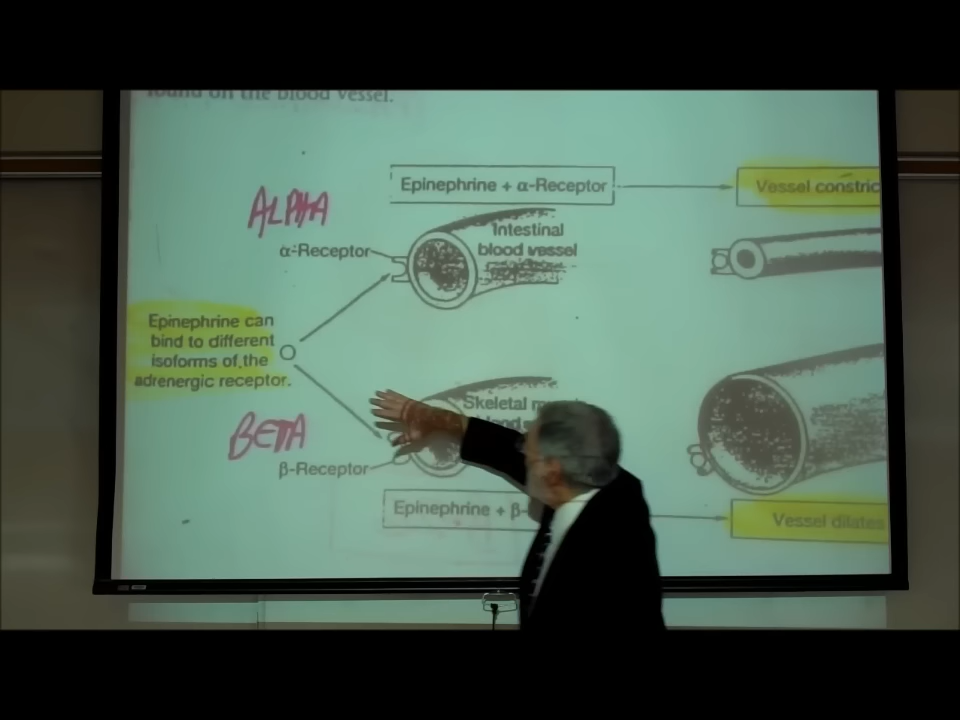 found on the blood vessel.
Epinephrine + α-Receptor
Vessel constric
ALPHA
Intestinal
blood vessel
α-Receptor
Epinephrine can
bind to different
isoforms of the
adrenergic receptor.
Skeletal
BETA
β-Receptor
Epinephrine + β-
Vessel dilates